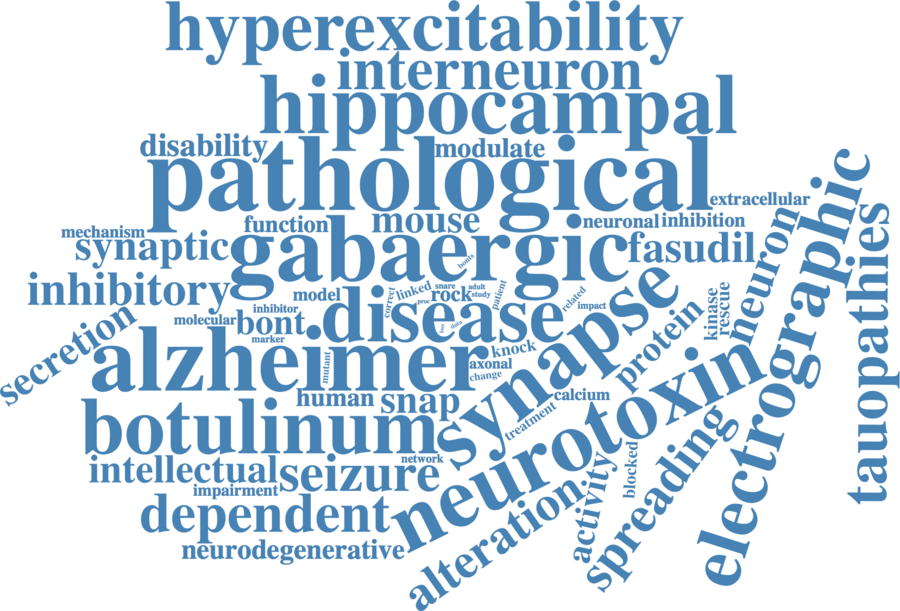 hyperexcitability
interneuron
hippocampal
disability
modulate
pathological
extracellular
electrographic
tauopathies
mechanism
function
mouse
neuronal
inhibition
synaptic
gabaergic
fasudil
neuron
bonts
inhibitory
model
correct
linked
snare
rock
adult
study
proc
patient
related
impact
kinase
rescue
inhibitor
molecular
bont
marker
disease
data
synapse
protein
secretion
alzheimer
mutant
knock
axonal
change
human
snap
calcium
treatment
botulinum
neurotoxin
network
intellectual
seizure
impairment
blocked
spreading
activity
dependent
alteration
neurodegenerative